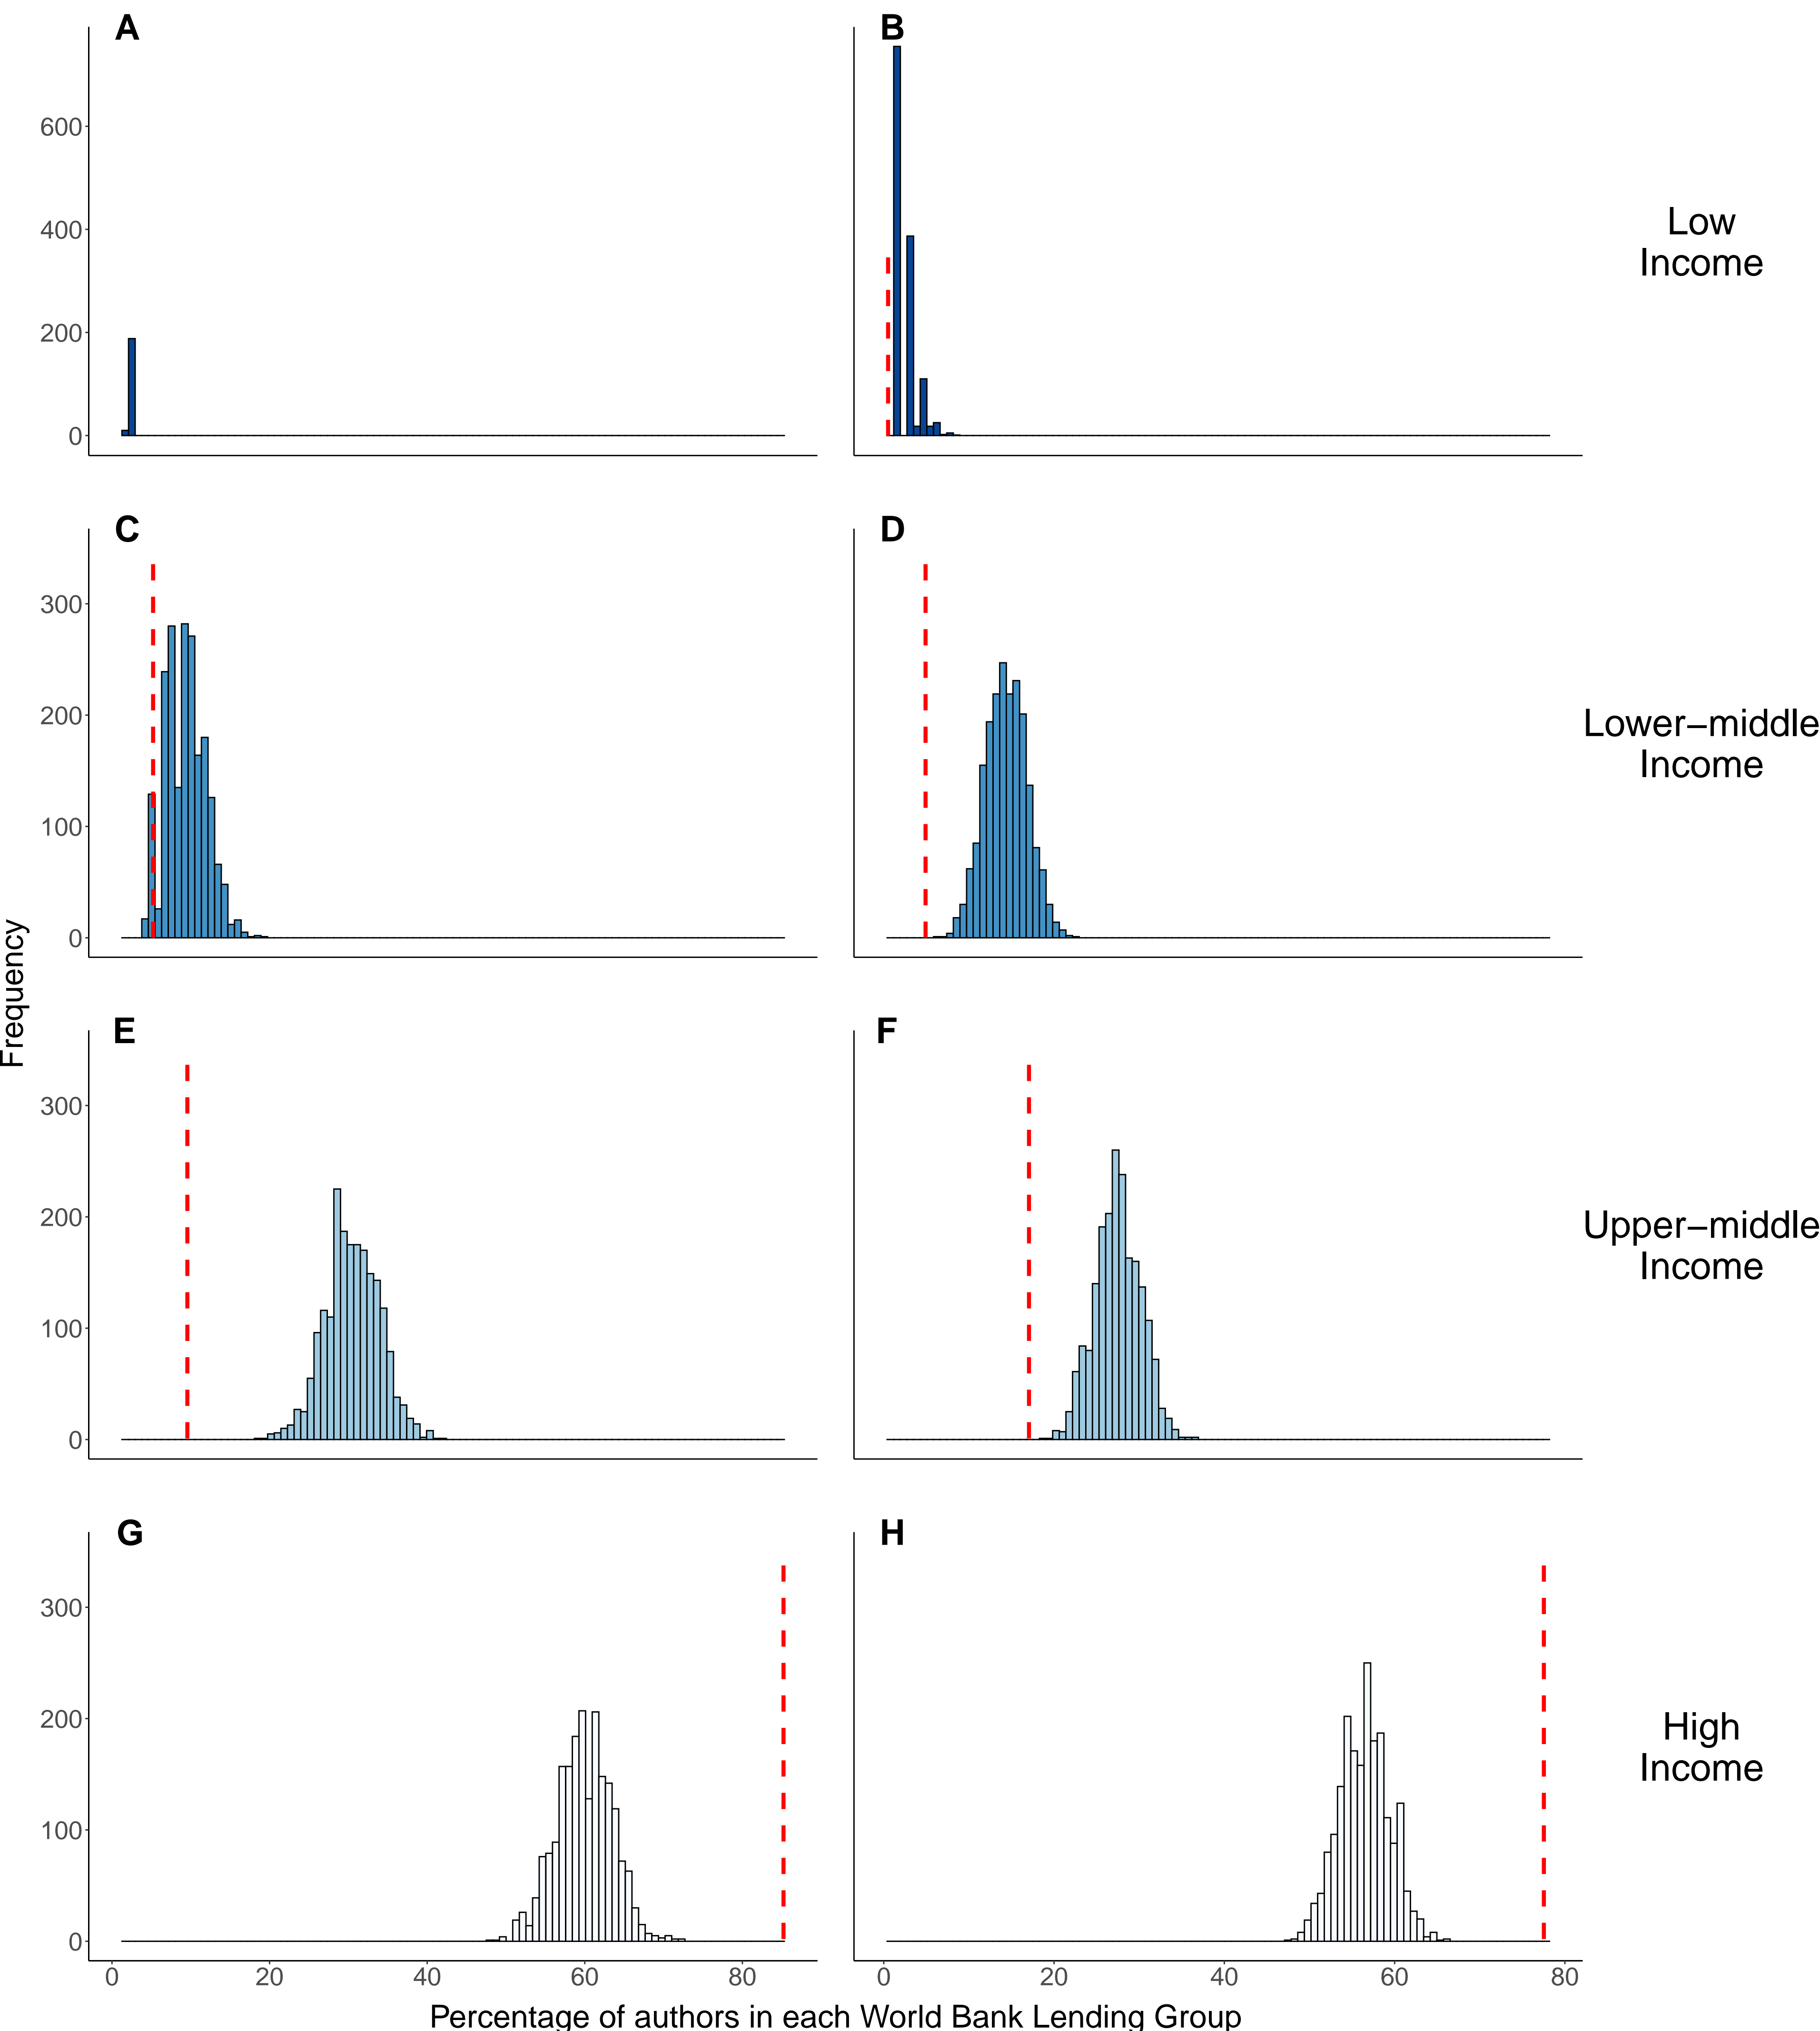 A
B
600
400
200
0
Low
Income
C
D
300
200
100
0
Lower–middle
Income
Frequency
E
F
300
200
100
0
Upper–middle
Income
G
H
300
200
100
0
High
Income
0 20 40 60 80
0 20 40 60 80
Percentage of authors in each World Bank Lending Group